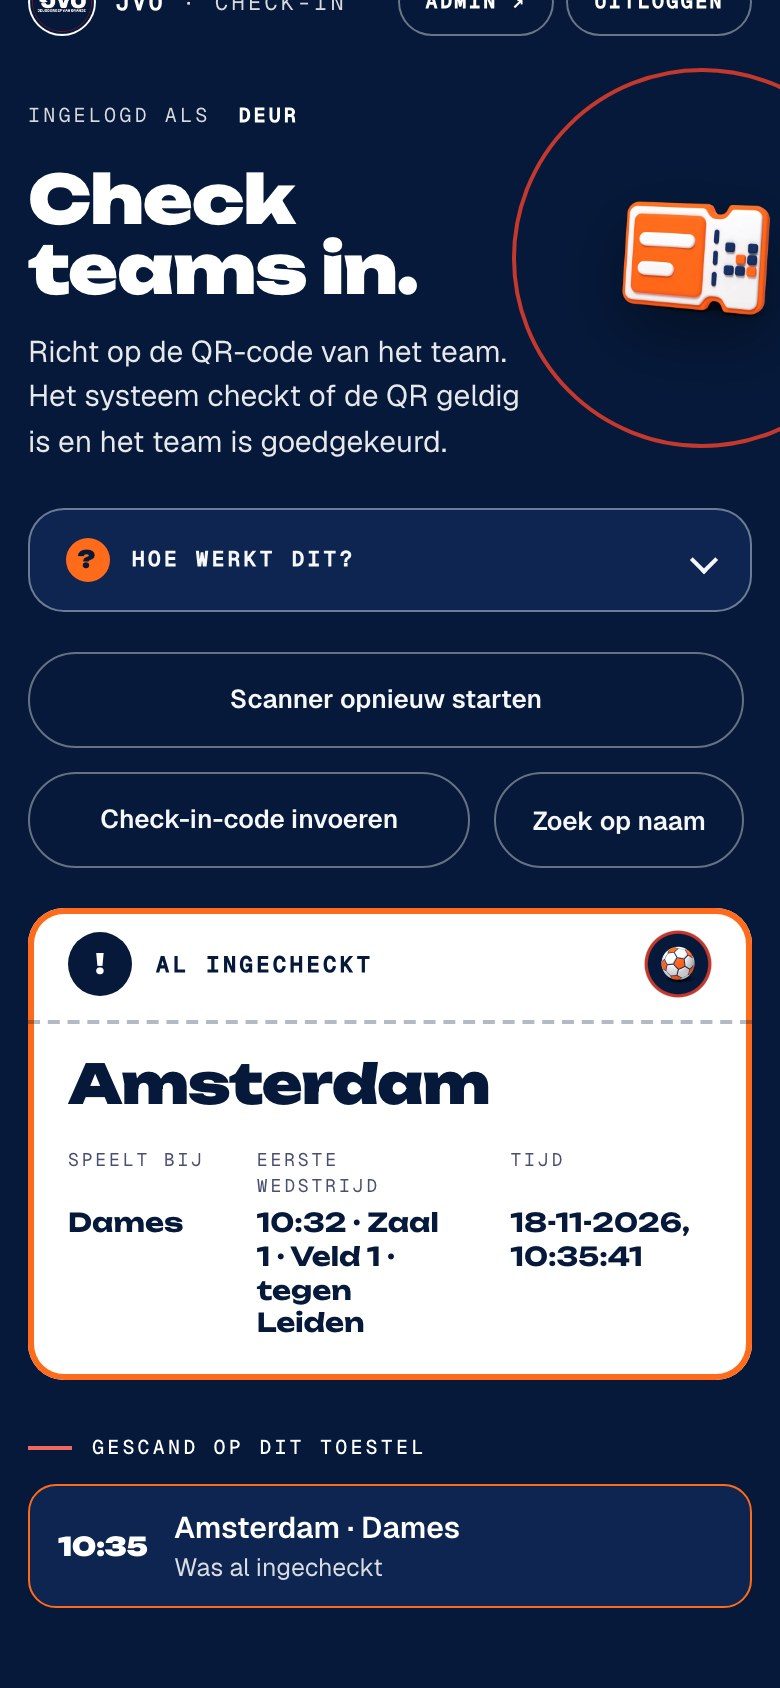 JVO · CHECK-IN
ADMIN ↗
UITLOGGEN
INGELOGD ALS DEUR
Check
teams in.
Richt op de QR-code van het team.
Het systeem checkt of de QR geldig
is en het team is goedgekeurd.
? HOE WERKT DIT?
Scanner opnieuw starten
Check-in-code invoeren
Zoek op naam
! AL INGECHECKT
Amsterdam
SPEELT BIJ
Dames
EERSTE
WEDSTRIJD
10:32 · Zaal
1 · Veld 1 ·
tegen
Leiden
TIJD
18-11-2026,
10:35:41
GESCAND OP DIT TOESTEL
10:35
Amsterdam · Dames
Was al ingecheckt